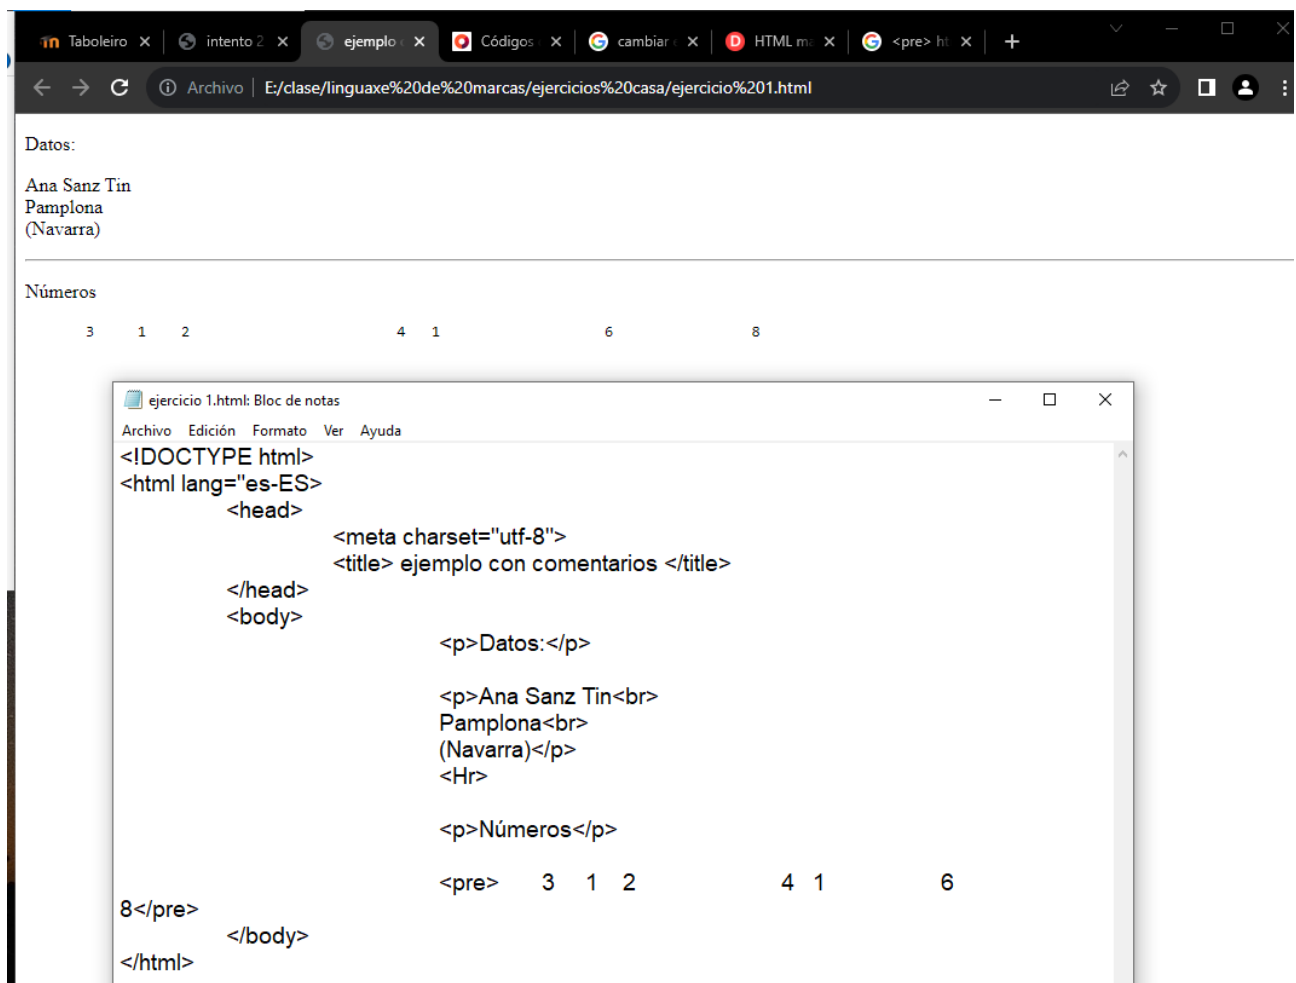 Taboleiro
intento 2
ejemplo c
Códigos
cambiar e
HTML ma
<pre> ht
Archivo E:/clase/linguaxe%20de%20marcas/ejercicios%20casa/ejercicio%201.html
Datos:
Ana Sanz Tin
Pamplona
(Navarra)
Números
3 1 2 4 1 6 8
ejercicio 1.html: Bloc de notas
Archivo Edición Formato Ver Ayuda
<!DOCTYPE html>
<html lang="es-ES>
<head>
<meta charset="utf-8">
<title> ejemplo con comentarios </title>
</head>
<body>
<p>Datos:</p>
<p>Ana Sanz Tin<br>
Pamplona<br>
(Navarra)</p>
<Hr>
<p>Números</p>
<pre> 3 1 2 4 1 6
8</pre>
</body>
</html>